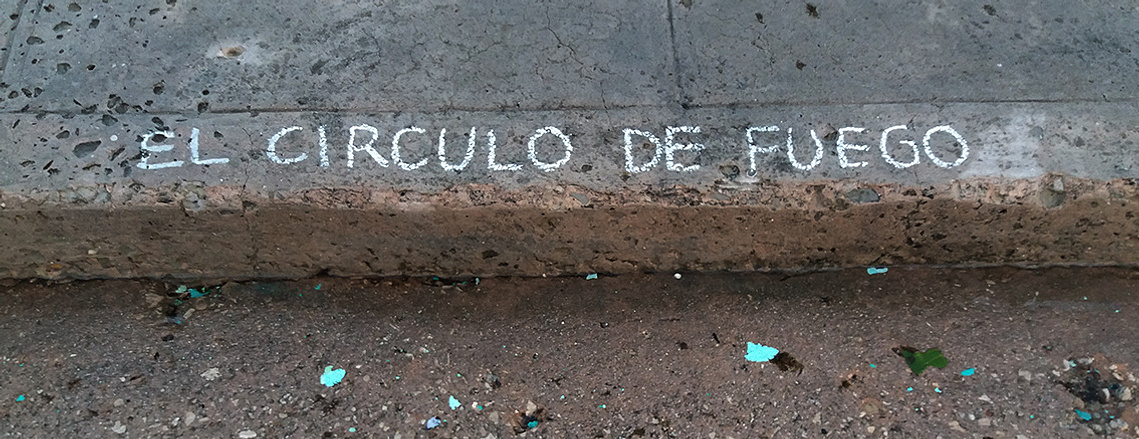 EL CIRCULO DE FUEGO